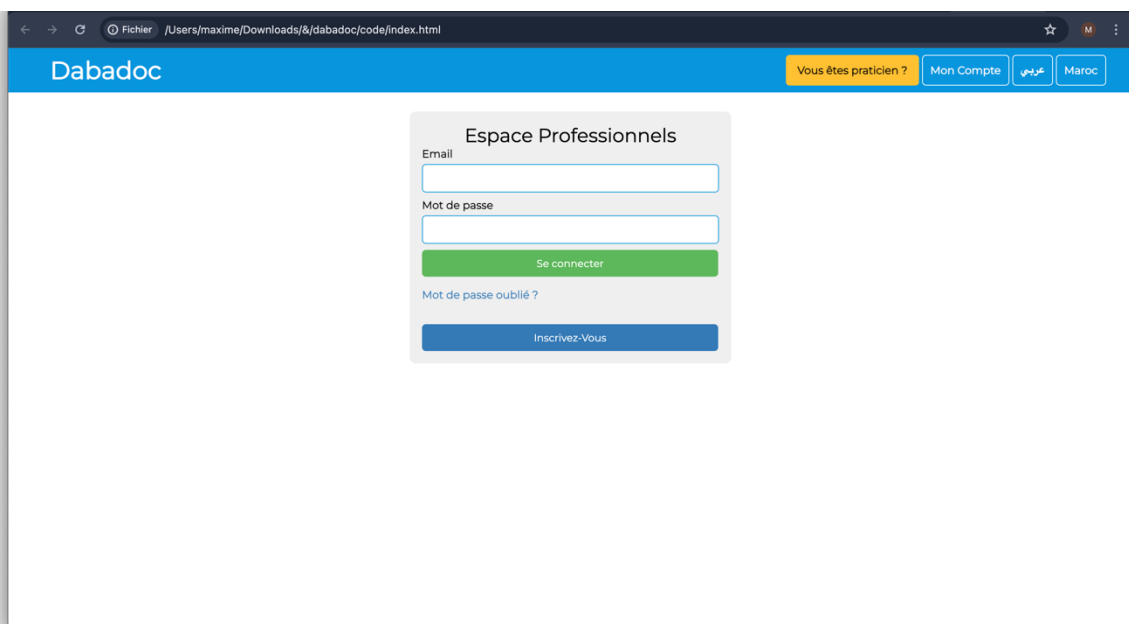 Fichier /Users/maxime/Downloads/&/dabadoc/code/index.html M
Dabadoc Vous êtes praticien ? Mon Compte عربي Maroc
Espace Professionnels
Email
Mot de passe
Se connecter
Mot de passe oublié ?
Inscrivez-Vous